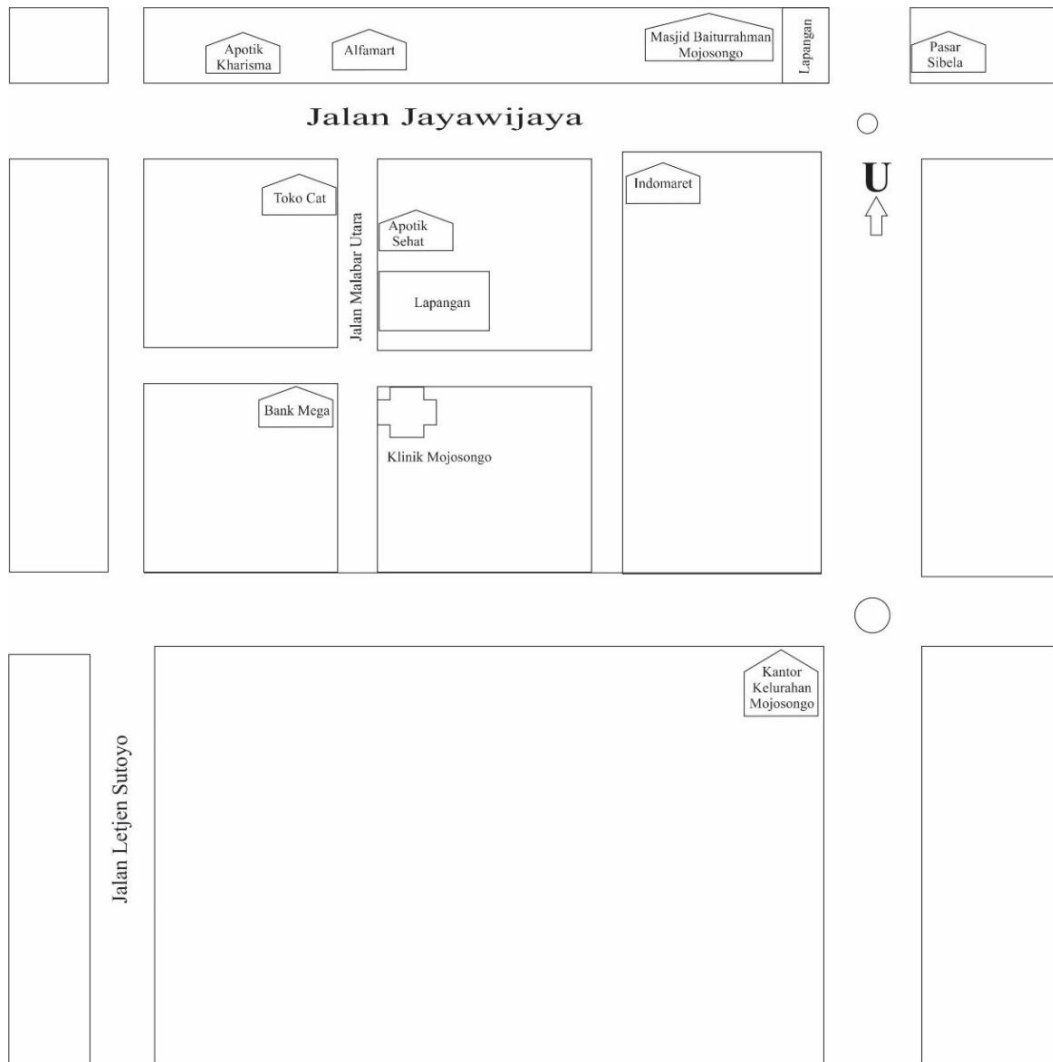 Apotik
Kharisma
Alfamart
Masjid Baiturrahman
Mojosongo
Lapangan
Pasar
Sibela
Jalan Jayawijaya
U
Toko Cat
Jalan Malabar Utara
Apotik
Sehat
Lapangan
Indomaret
Bank Mega
Klinik Mojosongo
Kantor
Kelurahan
Mojosongo
Jalan Letjen Sutoyo